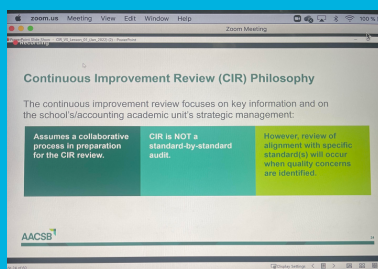 zoom.us Meeting View Edit Window Help
100 %
Zoom Meeting
Recording
Continuous Improvement Review (CIR) Philosophy
The continuous improvement review focuses on key information and on
the school's/accounting academic unit's strategic management:
Assumes a collaborative
process in preparation
for the CIR review.
CIR is NOT a
standard-by-standard
audit.
However, review of
alignment with specific
standard(s) will occur
when quality concerns
are identified.
AACSB
Display Settings